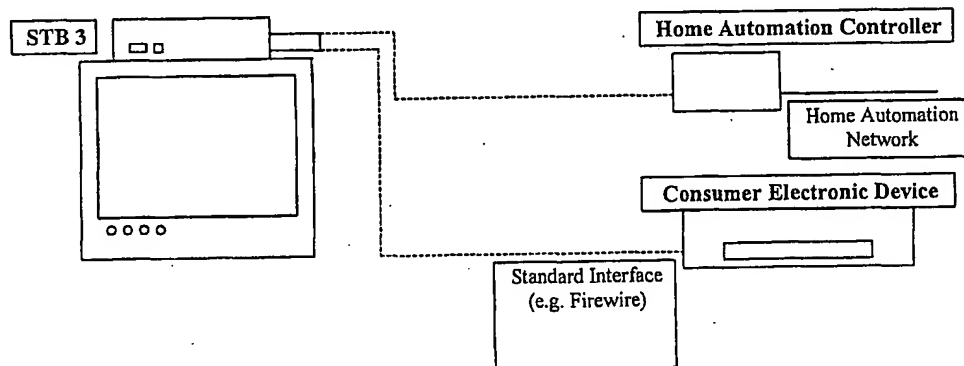 STB 3
Home Automation Controller
Home Automation
Network
Consumer Electronic Device
Standard Interface
(e.g. Firewire)